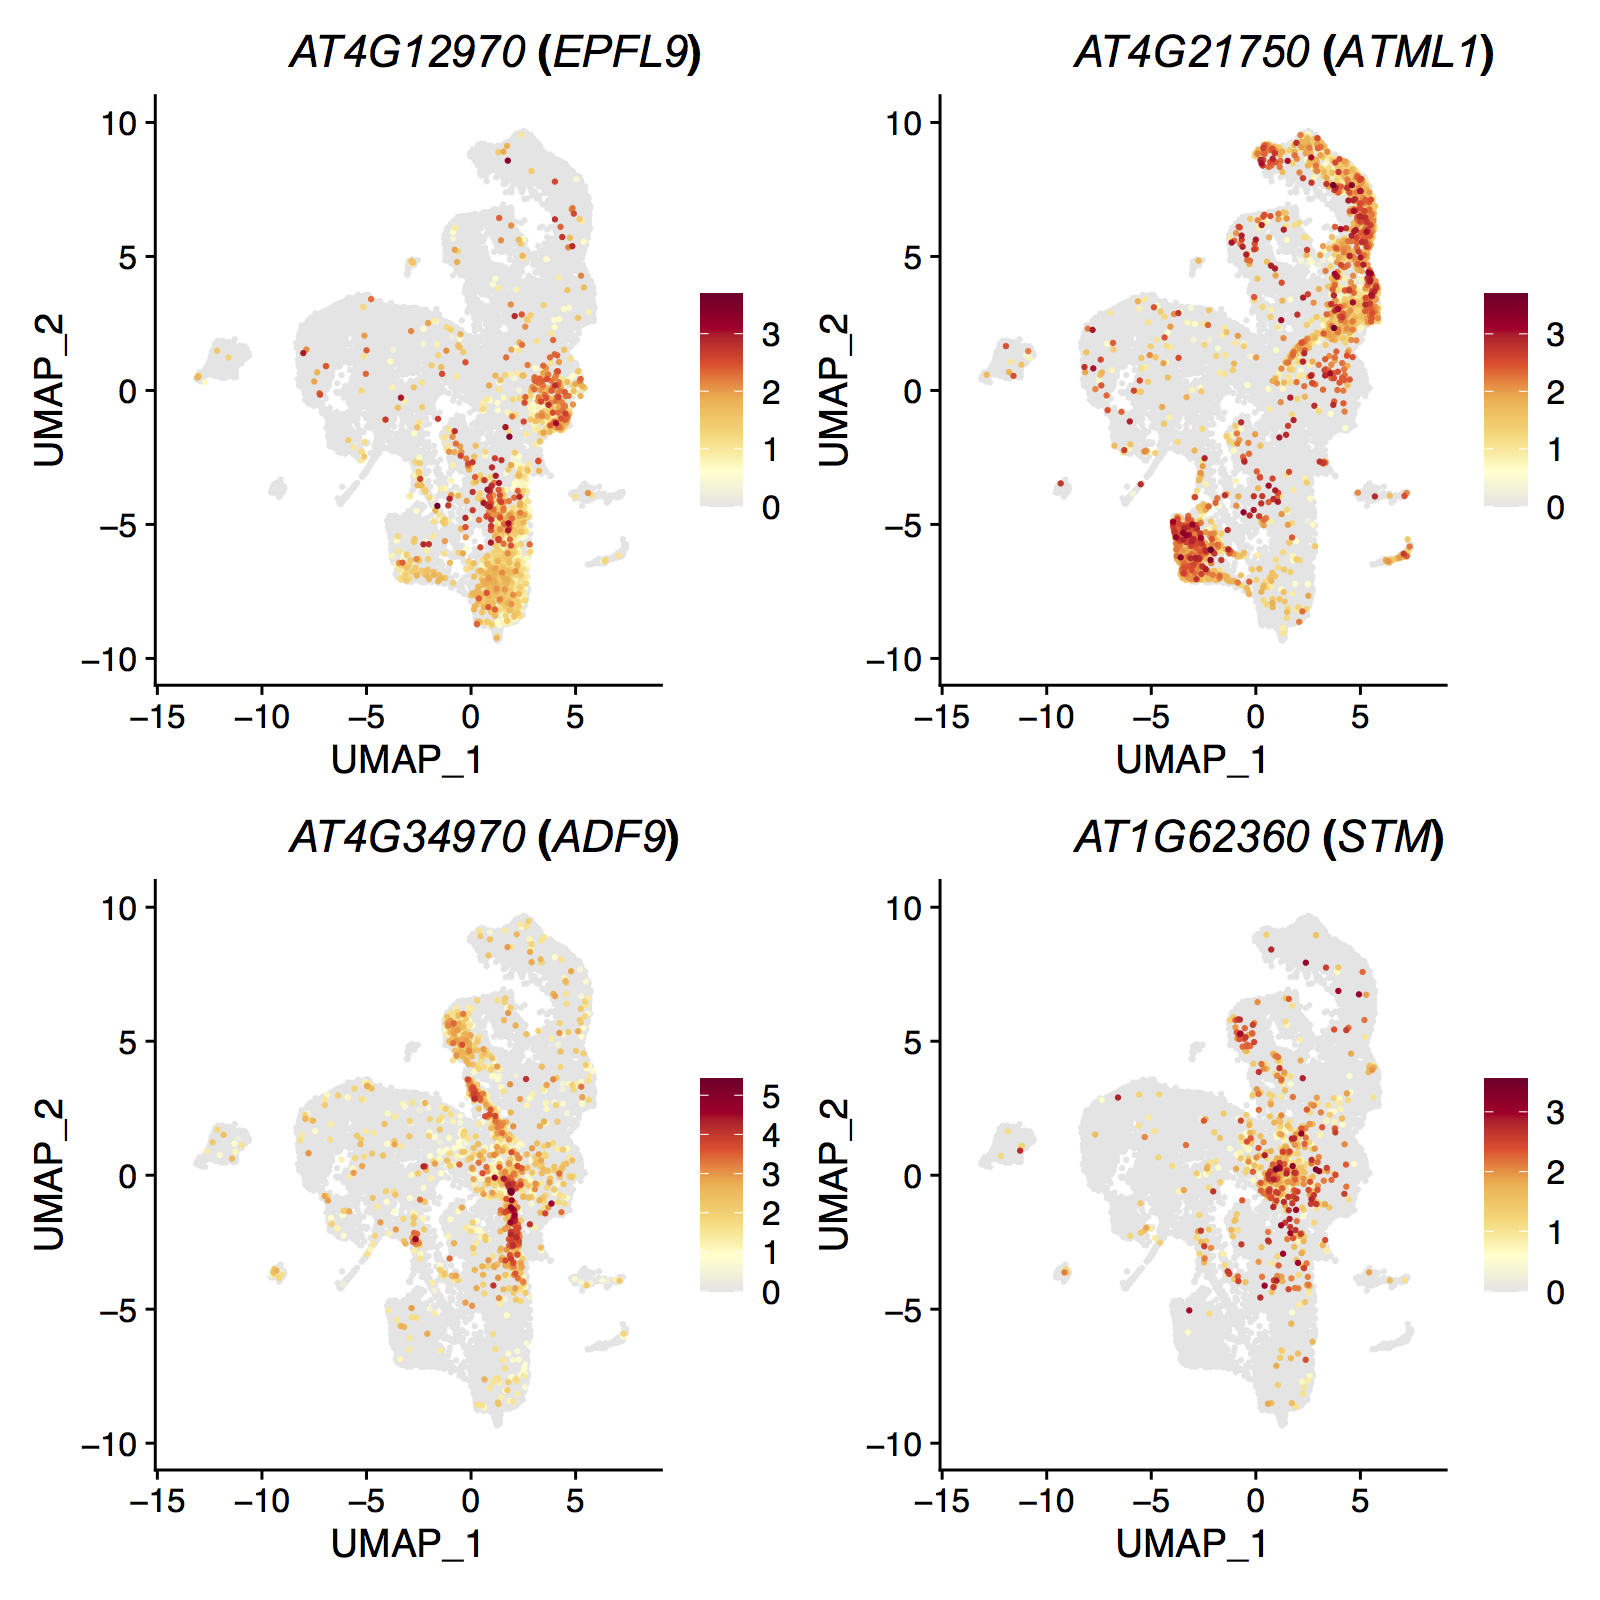 AT4G12970 (EPFL9)
10
5
0
−5
−10
−15 −10 −5 0 5
UMAP_1
UMAP_2
3
2
1
0
AT4G21750 (ATML1)
10
5
0
−5
−10
−15 −10 −5 0 5
UMAP_1
UMAP_2
3
2
1
0
AT4G34970 (ADF9)
10
5
0
−5
−10
−15 −10 −5 0 5
UMAP_1
UMAP_2
5
4
3
2
1
0
AT1G62360 (STM)
10
5
0
−5
−10
−15 −10 −5 0 5
UMAP_1
UMAP_2
3
2
1
0